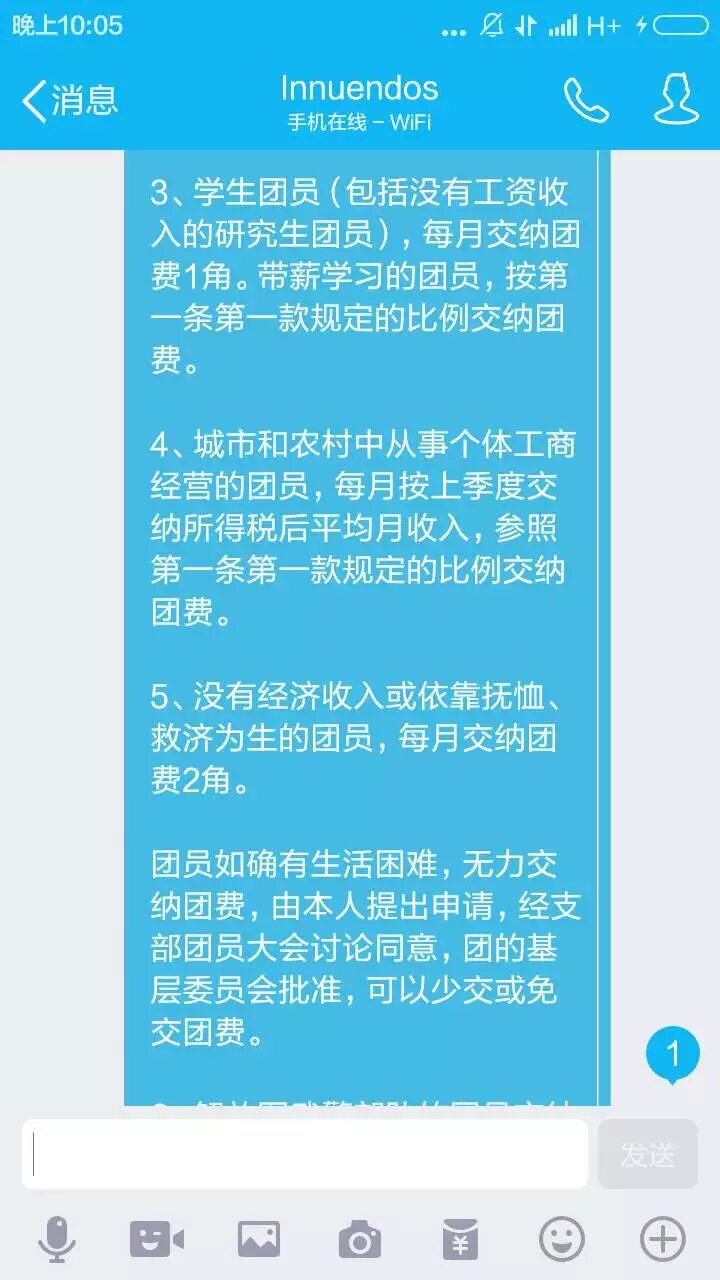 晚上10:05
H+
消息
Innuendos
手机在线 - WiFi
3、学生团员（包括没有工资收
入的研究生团员），每月交纳团
费1角。带薪学习的团员，按第
一条第一款规定的比例交纳团
费。
4、城市和农村中从事个体工商
经营的团员，每月按上季度交
纳所得税后平均月收入，参照
第一条第一款规定的比例交纳
团费。
5、没有经济收入或依靠抚恤、
救济为生的团员，每月交纳团
费2角。
团员如确有生活困难，无力交
纳团费，由本人提出申请，经支
部团员大会讨论同意，团的基
层委员会批准，可以少交或免
交团费。
1
发送